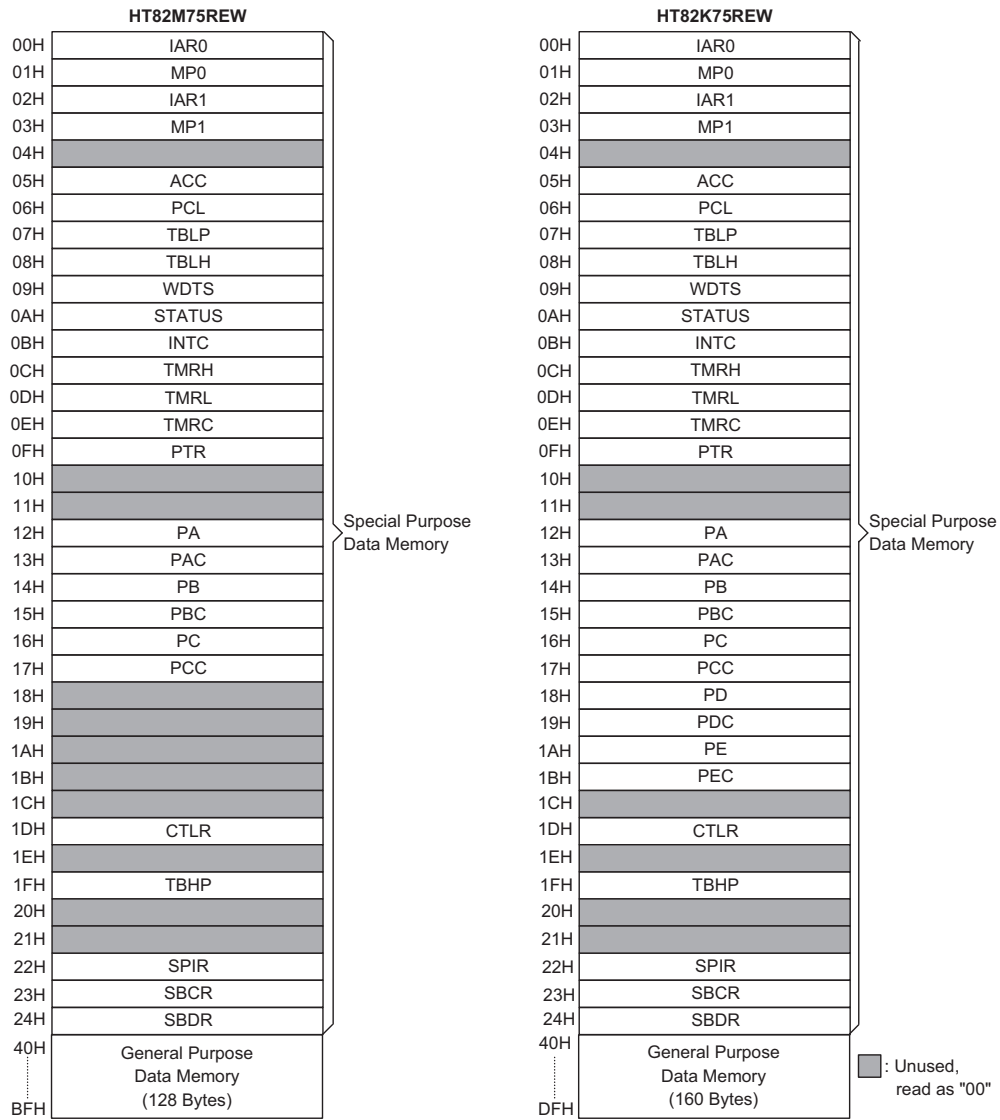 HT82M75REW
00H IAR0
01H MP0
02H IAR1
03H MP1
04H
05H ACC
06H PCL
07H TBLP
08H TBLH
09H WDTS
0AH STATUS
0BH INTC
0CH TMRH
0DH TMRL
0EH TMRC
0FH PTR
10H
11H
12H PA
13H PAC
14H PB
15H PBC
16H PC
17H PCC
18H
19H
1AH
1BH
1CH
1DH CTLR
1EH
1FH TBHP
20H
21H
22H SPIR
23H SBCR
24H SBDR
Special Purpose
Data Memory
40H
General Purpose
Data Memory
(128 Bytes)
BFH
HT82K75REW
00H IAR0
01H MP0
02H IAR1
03H MP1
04H
05H ACC
06H PCL
07H TBLP
08H TBLH
09H WDTS
0AH STATUS
0BH INTC
0CH TMRH
0DH TMRL
0EH TMRC
0FH PTR
10H
11H
12H PA
13H PAC
14H PB
15H PBC
16H PC
17H PCC
18H PD
19H PDC
1AH PE
1BH PEC
1CH
1DH CTLR
1EH
1FH TBHP
20H
21H
22H SPIR
23H SBCR
24H SBDR
Special Purpose
Data Memory
40H
General Purpose
Data Memory
(160 Bytes)
DFH
: Unused,
read as "00"